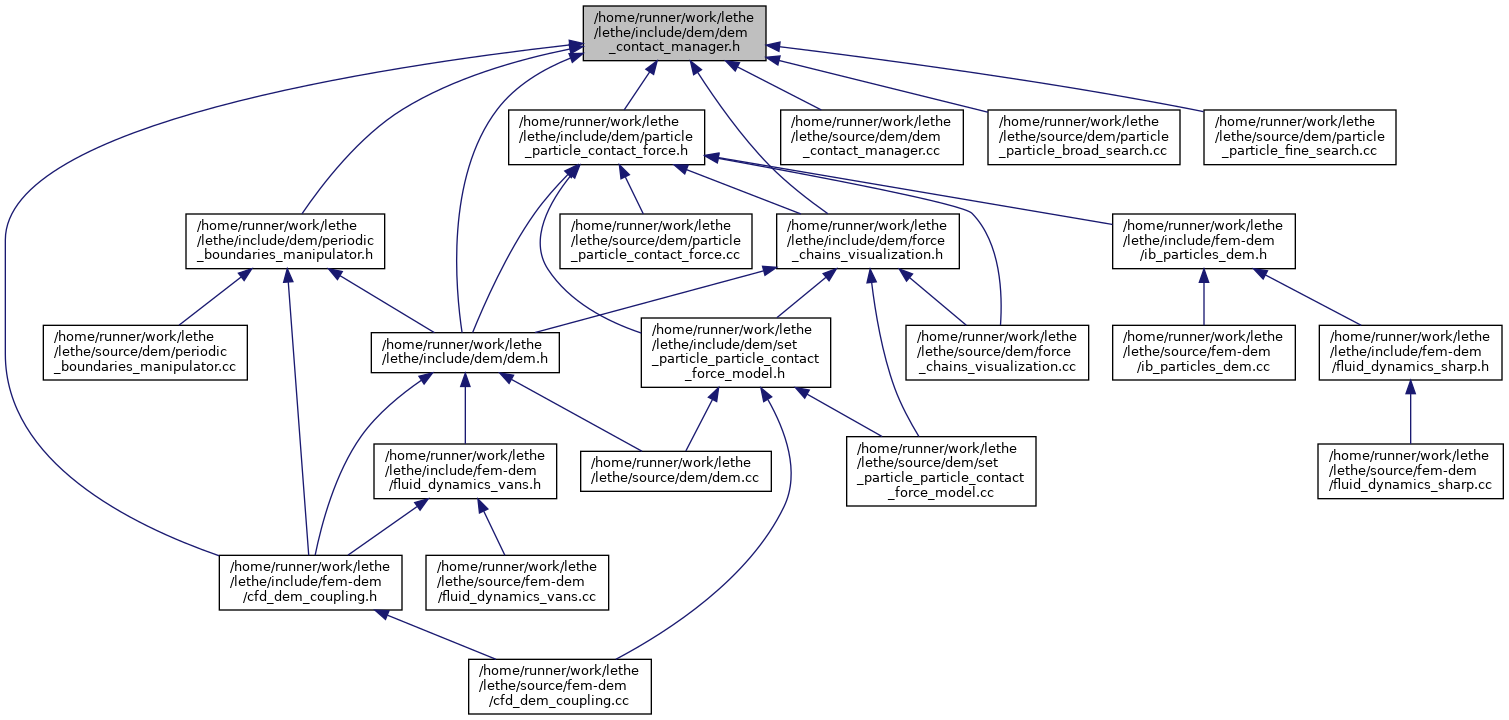 /home/runner/work/lethe
/lethe/include/dem/dem
_contact_manager.h
/home/runner/work/lethe
/lethe/include/dem/particle
_particle_contact_force.h
/home/runner/work/lethe
/lethe/source/dem/dem
_contact_manager.cc
/home/runner/work/lethe
/lethe/source/dem/particle
_particle_broad_search.cc
/home/runner/work/lethe
/lethe/source/dem/particle
_particle_fine_search.cc
/home/runner/work/lethe
/lethe/include/dem/periodic
_boundaries_manipulator.h
/home/runner/work/lethe
/lethe/source/dem/particle
_particle_contact_force.cc
/home/runner/work/lethe
/lethe/include/dem/force
_chains_visualization.h
/home/runner/work/lethe
/lethe/include/fem-dem
/ib_particles_dem.h
/home/runner/work/lethe
/lethe/source/dem/periodic
_boundaries_manipulator.cc
/home/runner/work/lethe
/lethe/include/dem/dem.h
/home/runner/work/lethe
/lethe/include/dem/set
_particle_particle_contact
_force_model.h
/home/runner/work/lethe
/lethe/source/dem/force
_chains_visualization.cc
/home/runner/work/lethe
/lethe/source/fem-dem
/ib_particles_dem.cc
/home/runner/work/lethe
/lethe/include/fem-dem
/fluid_dynamics_sharp.h
/home/runner/work/lethe
/lethe/include/fem-dem
/fluid_dynamics_vans.h
/home/runner/work/lethe
/lethe/source/dem/dem.cc
/home/runner/work/lethe
/lethe/source/dem/set
_particle_particle_contact
_force_model.cc
/home/runner/work/lethe
/lethe/source/fem-dem
/fluid_dynamics_sharp.cc
/home/runner/work/lethe
/lethe/include/fem-dem
/cfd_dem_coupling.h
/home/runner/work/lethe
/lethe/source/fem-dem
/fluid_dynamics_vans.cc
/home/runner/work/lethe
/lethe/source/fem-dem
/cfd_dem_coupling.cc